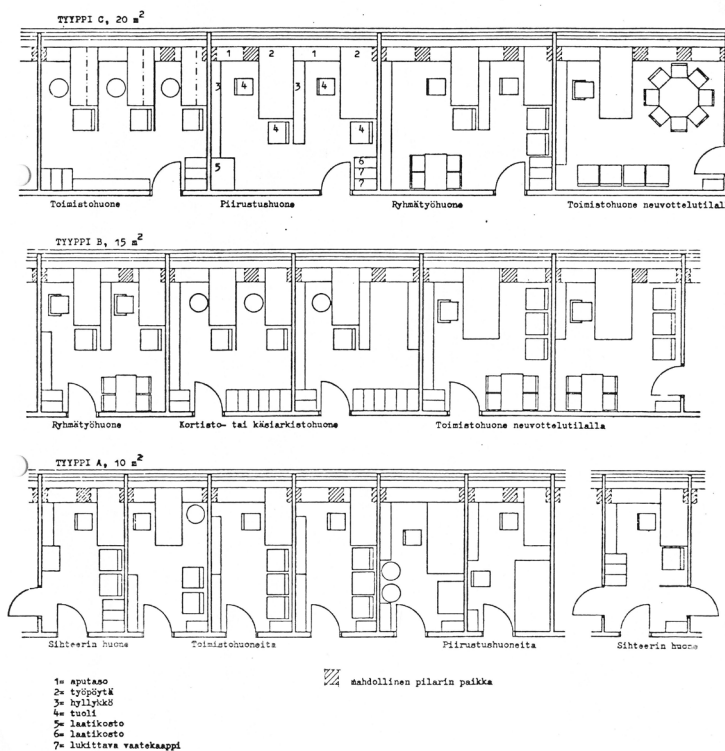 TYYPPI C, 20 m²
1 2 1 2
3 4 3 4
4 4
5 6
7
7
Toimistohuone Piirustushuone Ryhmätyöhuone Toimistohuone neuvottelutilal
TYYPPI B, 15 m²
Ryhmätyöhuone Kortisto- tai käsiarkistohuone Toimistohuone neuvottelutilalla
TYYPPI A, 10 m²
Sihteerin huone Toimistohuoneita Piirustushuoneita Sihteerin huone
1= aputaso
2= työpöytä
3= hyllykkö
4= tuoli
5= laatikosto
6= laatikosto
7= lukittava vaatekaappi
mahdollinen pilarin paikka